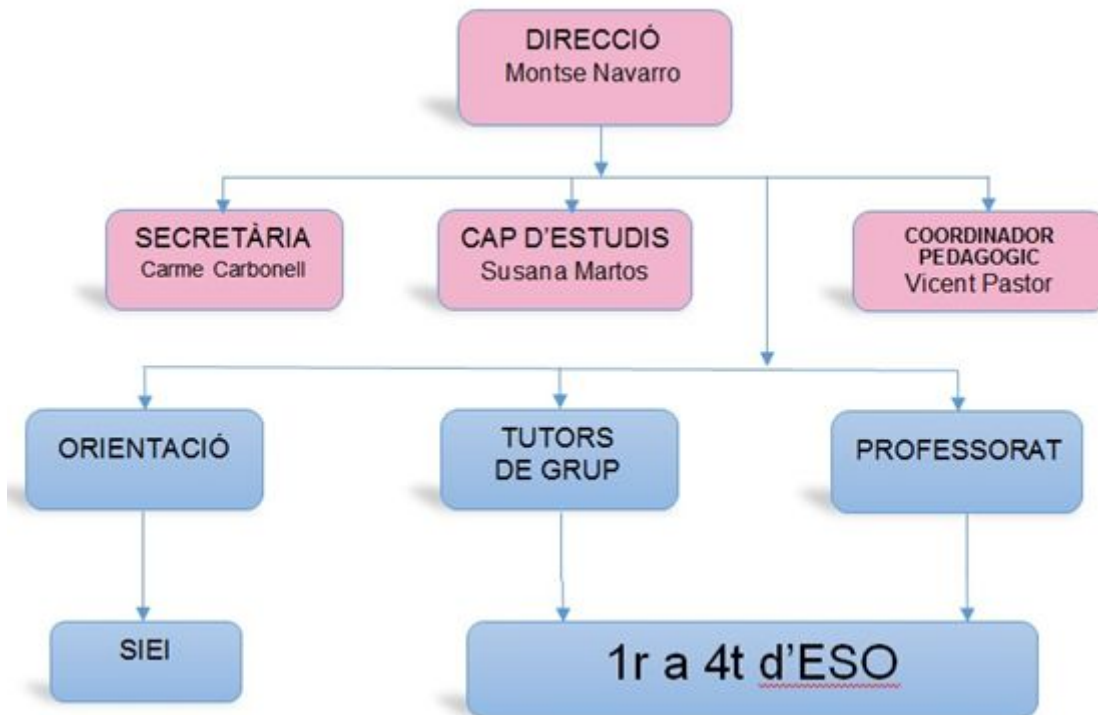 DIRECCIÓ
Montse Navarro
SECRETÀRIA
Carme Carbonell
CAP D'ESTUDIS
Susana Martos
COORDINADOR
PEDAGOGIC
Vicent Pastor
ORIENTACIÓ
TUTORS
DE GRUP
PROFESSORAT
SIEI
1r a 4t d'ESO